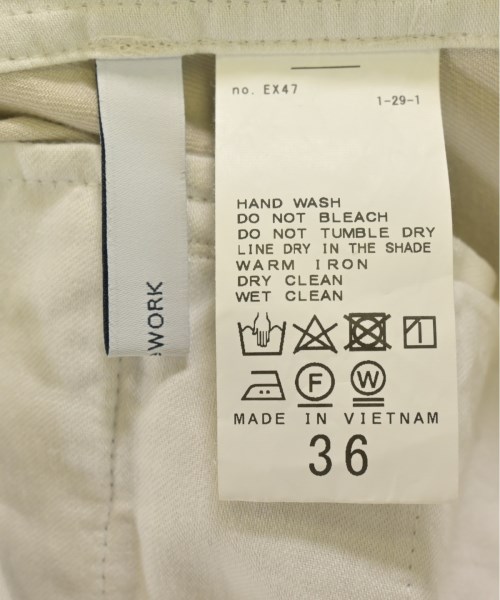 no. EX47
1-29-1
HAND WASH
DO NOT BLEACH
DO NOT TUMBLE DRY
LINE DRY IN THE SHADE
WARM IRON
DRY CLEAN
WET CLEAN
F W
MADE IN VIETNAM
36
WORK